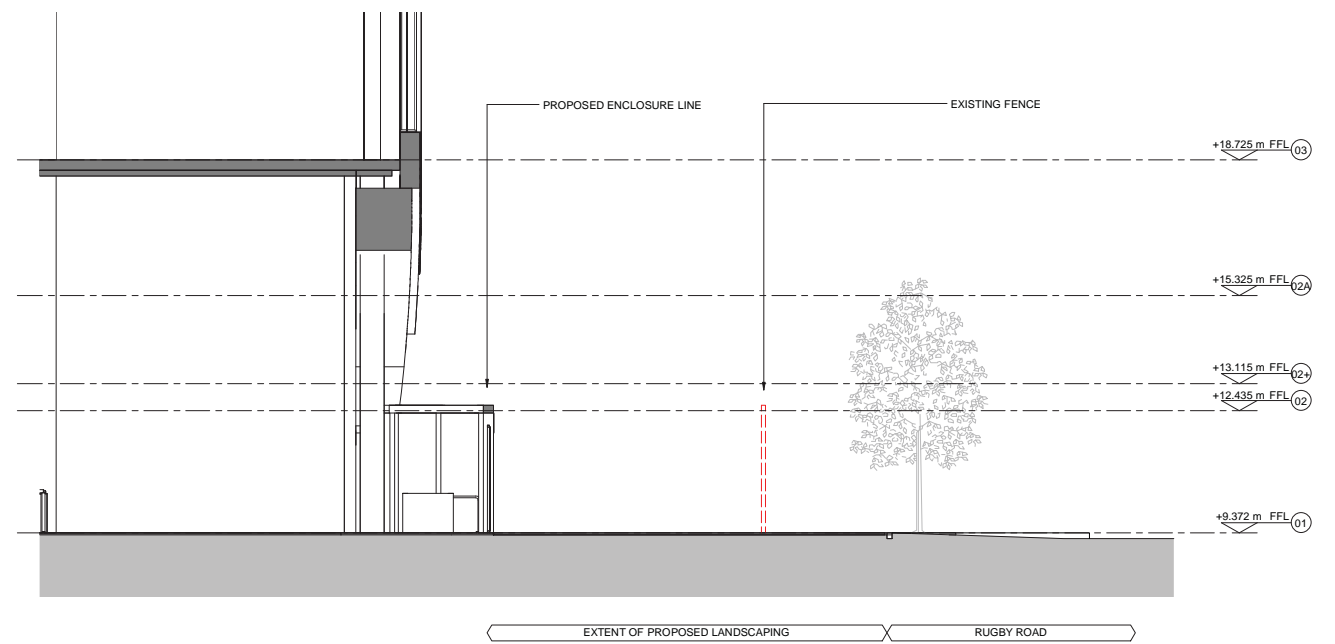 PROPOSED ENCLOSURE LINE
EXISTING FENCE
+18.725 m FFL 03
+15.325 m FFL 02A
+13.115 m FFL 02+
+12.435 m FFL 02
+9.372 m FFL 01
EXTENT OF PROPOSED LANDSCAPING
RUGBY ROAD